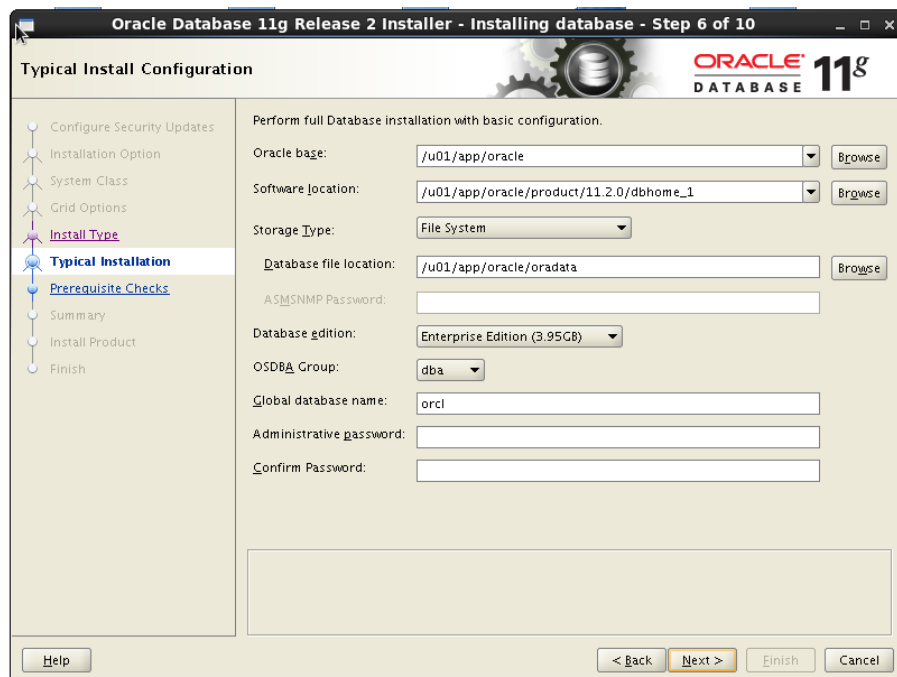 Oracle Database 11g Release 2 Installer - Installing database - Step 6 of 10
Typical Install Configuration
ORACLE
DATABASE 11g
Configure Security Updates
Installation Option
System Class
Grid Options
Install Type
Typical Installation
Prerequisite Checks
Summary
Install Product
Finish
Perform full Database installation with basic configuration.
Oracle base: /u01/app/oracle Browse
Software location: /u01/app/oracle/product/11.2.0/dbhome_1 Browse
Storage Type: File System
Database file location: /u01/app/oracle/oradata Browse
ASMSNMP Password:
Database edition: Enterprise Edition (3.95GB)
OSDBA Group: dba
Global database name: orcl
Administrative password:
Confirm Password:
Help < Back Next > Finish Cancel